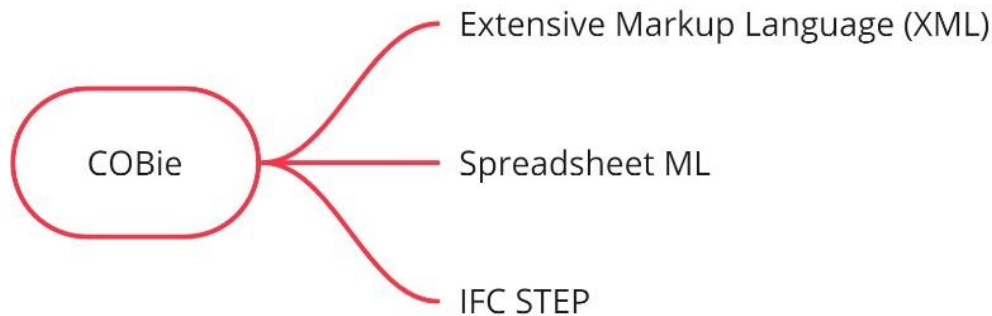 Extensive Markup Language (XML)
COBie
Spreadsheet ML
IFC STEP